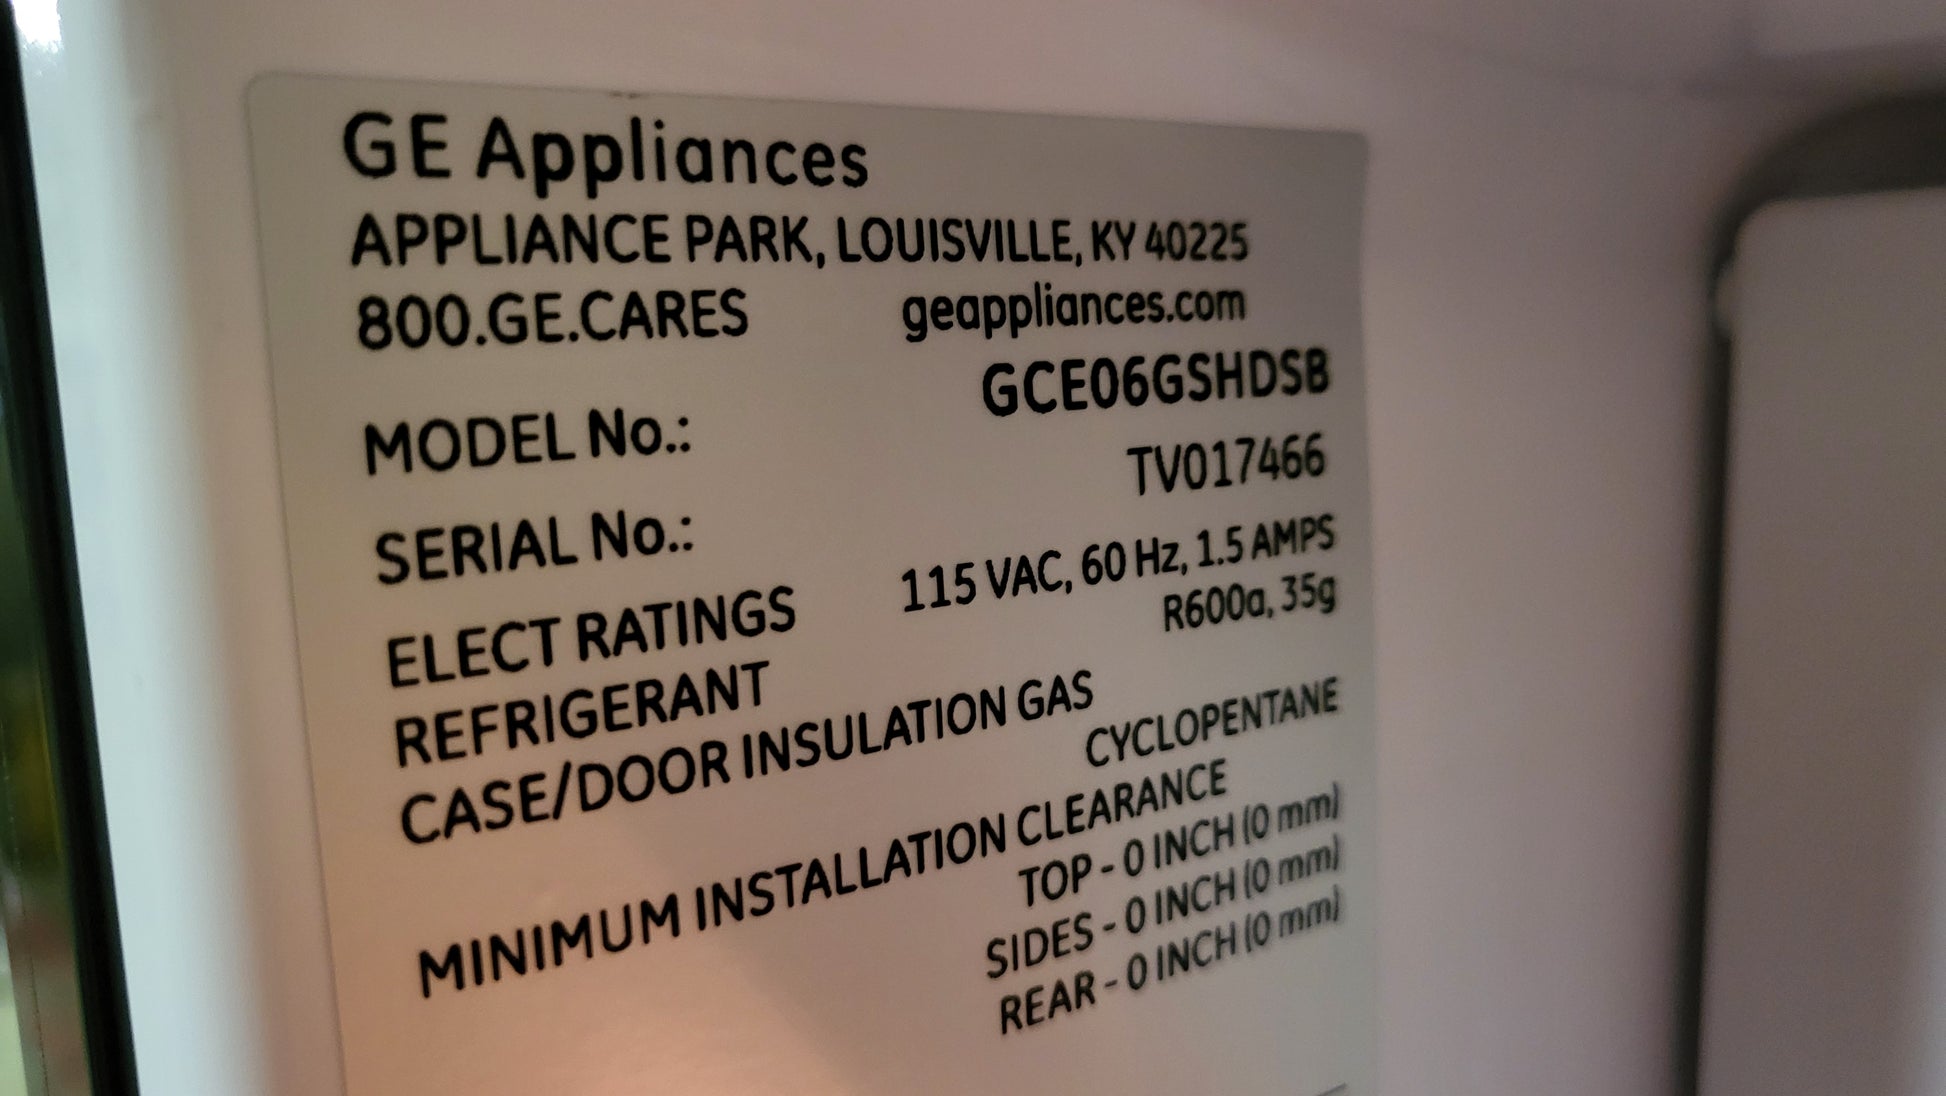 GE Appliances
APPLIANCE PARK, LOUISVILLE, KY 40225
800.GE.CARES geappliances.com
MODEL No.: GCE06GSHDSB
SERIAL No.: TV017466
ELECT RATINGS 115 VAC, 60 Hz, 1.5 AMPS
REFRIGERANT R600a, 35g
CASE/DOOR INSULATION GAS
CYCLOPENTANE
MINIMUM INSTALLATION CLEARANCE
TOP - 0 INCH (0 mm)
SIDES - 0 INCH (0 mm)
REAR - 0 INCH (0 mm)